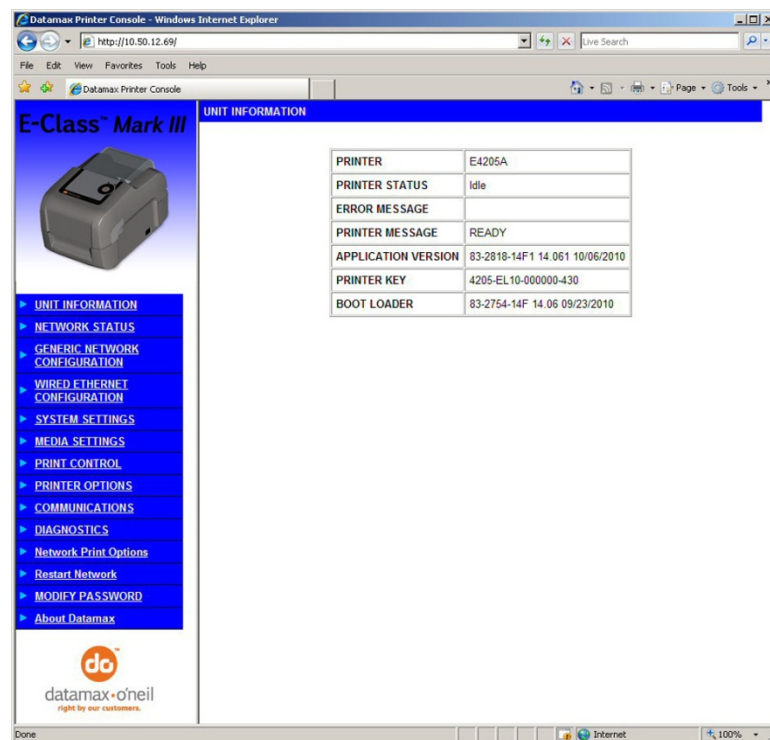 Datamax Printer Console - Windows Internet Explorer
http://10.50.12.69/
Live Search
File Edit View Favorites Tools Help
Datamax Printer Console
Page Tools
E-Class™ Mark III
UNIT INFORMATION
PRINTER E4205A
PRINTER STATUS Idle
ERROR MESSAGE
PRINTER MESSAGE READY
APPLICATION VERSION 83-2818-14F1 14.061 10/06/2010
PRINTER KEY 4205-EL10-000000-430
BOOT LOADER 83-2754-14F 14.06 09/23/2010
UNIT INFORMATION
NETWORK STATUS
GENERIC NETWORK
CONFIGURATION
WIRED ETHERNET
CONFIGURATION
SYSTEM SETTINGS
MEDIA SETTINGS
PRINT CONTROL
PRINTER OPTIONS
COMMUNICATIONS
DIAGNOSTICS
Network Print Options
Restart Network
MODIFY PASSWORD
About Datamax
do
datamax•o'neil
right by our customers.
Done
Internet
100%